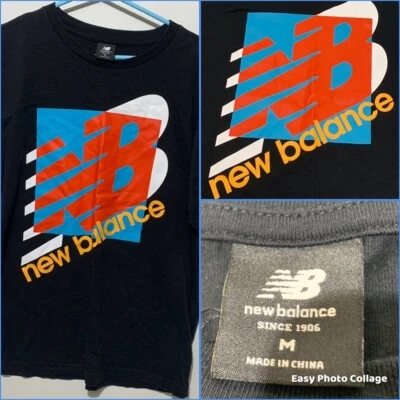 NB
new balance
NB
new balance
NB
new balance
SINCE 1906
M
MADE IN CHINA
Easy Photo Collage